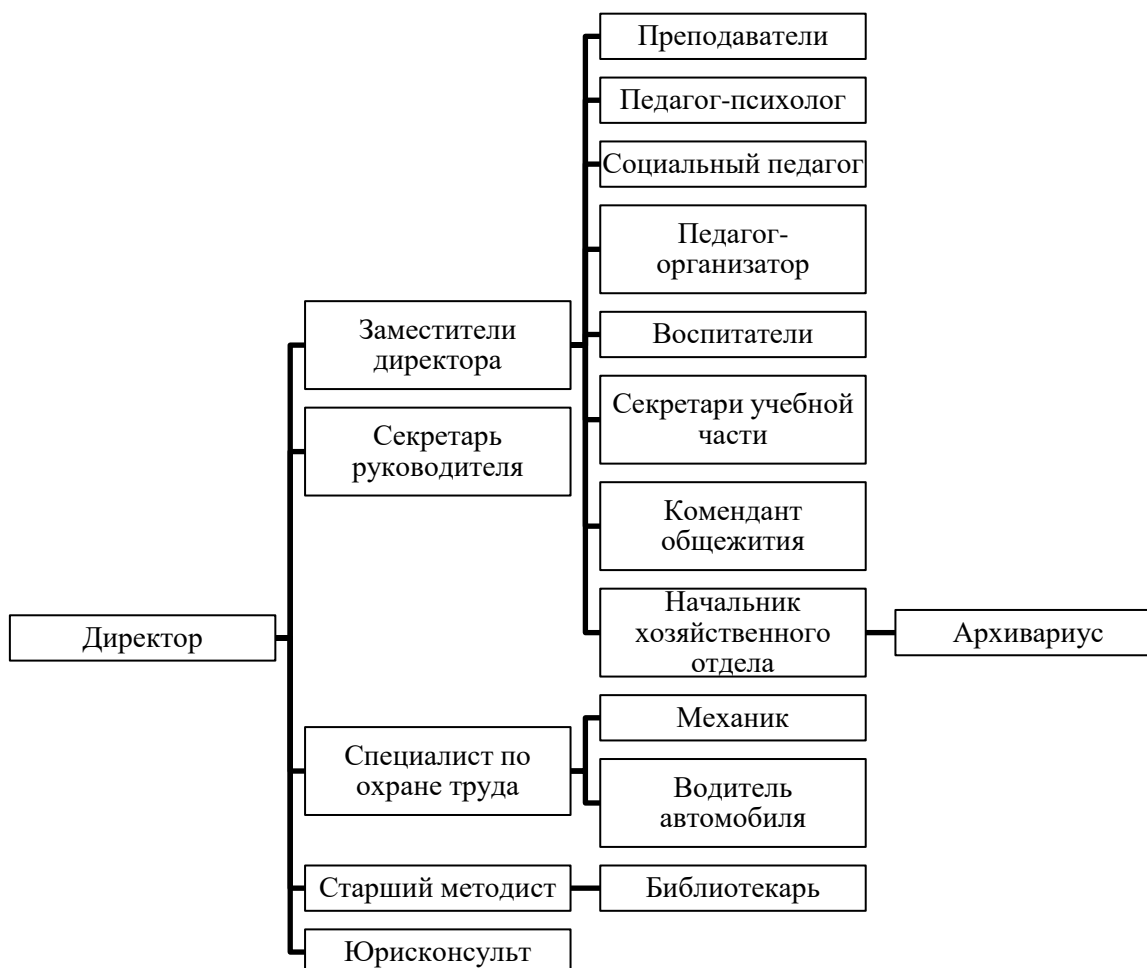 Преподаватели
Педагог-психолог
Социальный педагог
Педагог-
организатор
Заместители
директора
Воспитатели
Секретарь
руководителя
Секретари учебной
части
Комендант
общежития
Директор
Начальник
хозяйственного
отдела
Архивариус
Специалист по
охране труда
Механик
Водитель
автомобиля
Старший методист
Библиотекарь
Юрисконсульт